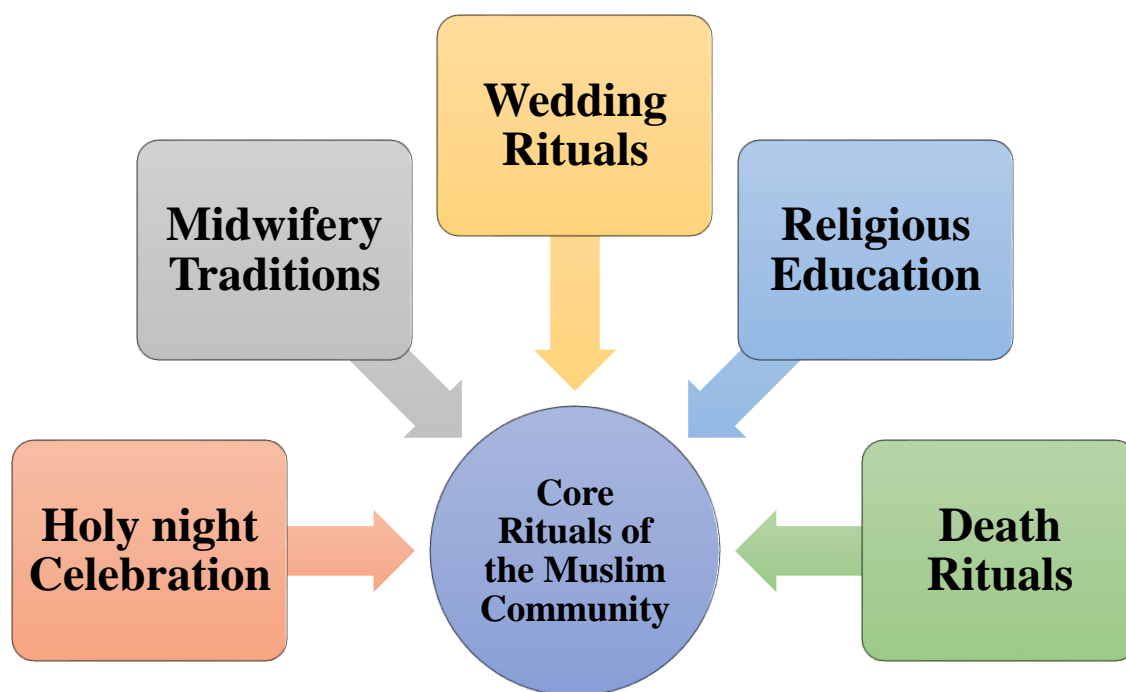 Wedding
Rituals
Midwifery
Traditions
Religious
Education
Holy night
Celebration
Core
Rituals of
the Muslim
Community
Death
Rituals